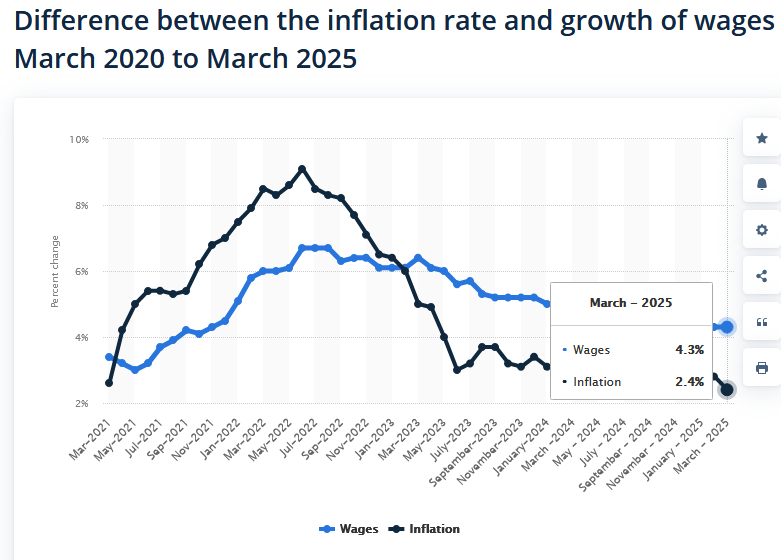 Difference between the inflation rate and growth of wages
March 2020 to March 2025
10%
8%
6%
4%
2%
Percent change
March – 2025
Wages 4.3%
Inflation 2.4%
Mar-2021
May-2021
Jul-2021
Sep-2021
Nov-2021
Jan-2022
Mar-2022
May-2022
Jul-2022
Sep-2022
Nov-2022
Jan-2023
Mar-2023
May-2023
July-2023
September-2023
November-2023
January-2024
March -2024
May - 2024
July - 2024
September - 2024
November - 2024
January - 2025
March - 2025
Wages Inflation